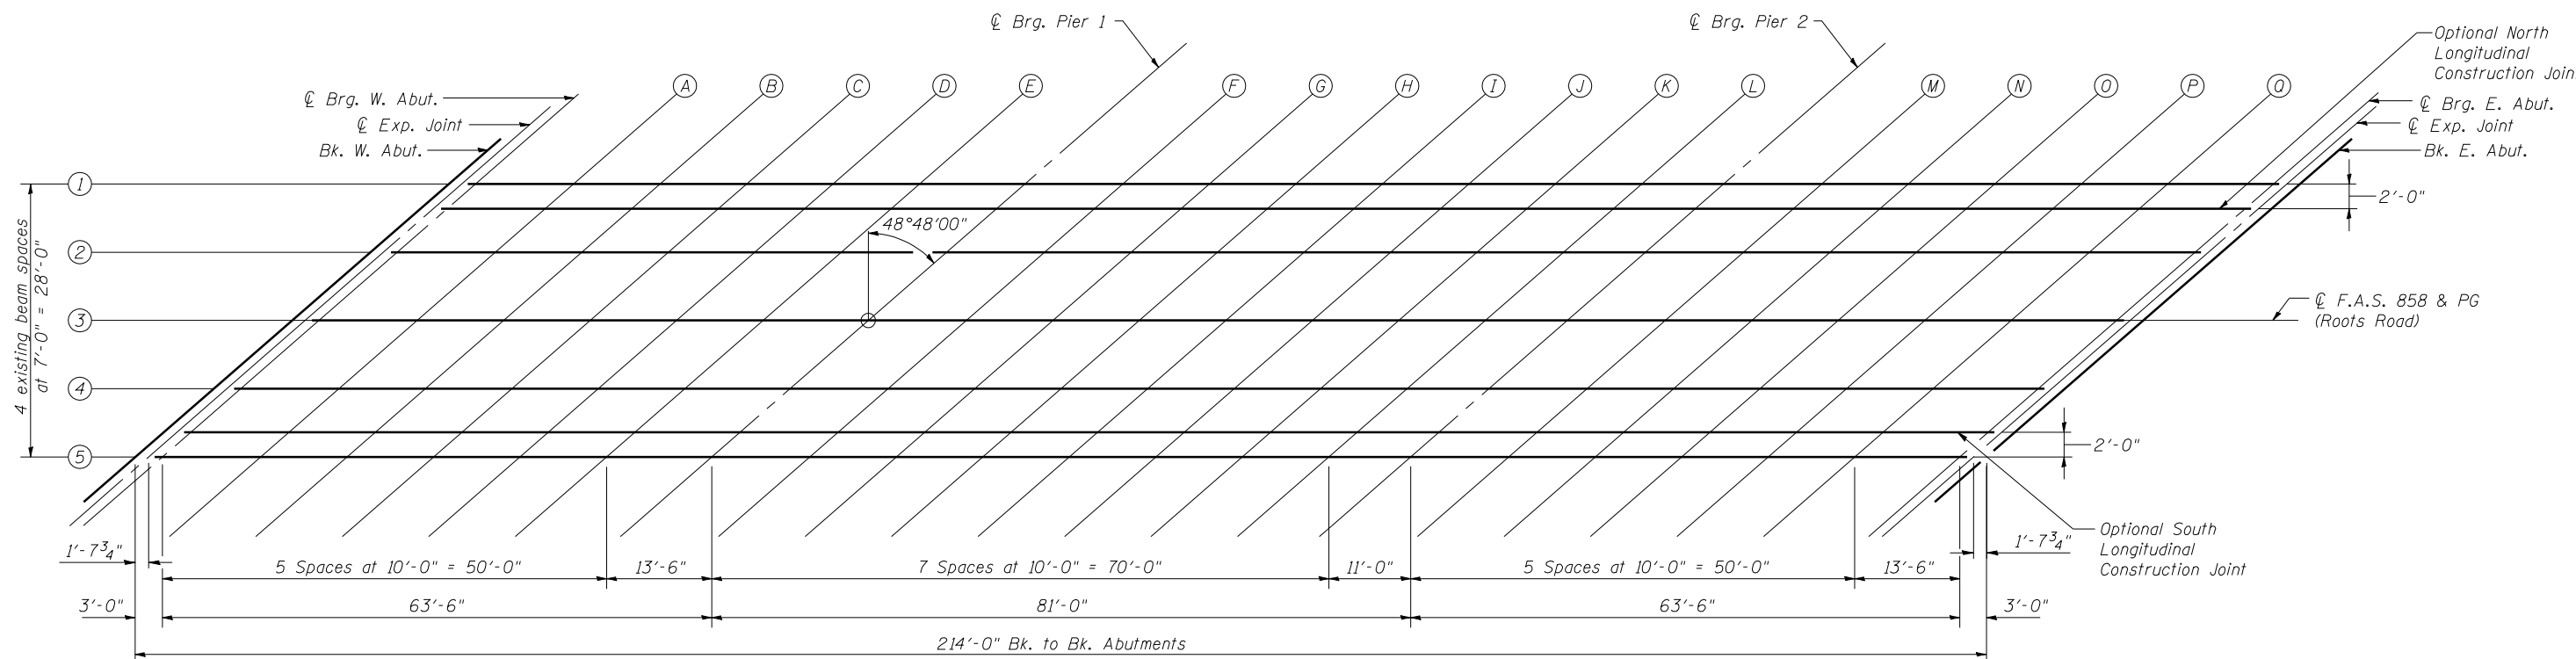 ℄ Brg. Pier 1
℄ Brg. Pier 2
Optional North
Longitudinal
Construction Join
A B C D E F G H I J K L M N O P Q
℄ Brg. W. Abut.
℄ Exp. Joint
Bk. W. Abut.
℄ Brg. E. Abut.
℄ Exp. Joint
Bk. E. Abut.
1
2'-0"
48°48'00"
2
4 existing beam spaces
at 7'-0" = 28'-0"
3
℄ F.A.S. 858 & PG
(Roots Road)
4
5
2'-0"
Optional South
Longitudinal
Construction Joint
1'-7 3/4"
5 Spaces at 10'-0" = 50'-0"
13'-6"
7 Spaces at 10'-0" = 70'-0"
11'-0"
5 Spaces at 10'-0" = 50'-0"
13'-6"
1'-7 3/4"
3'-0"
63'-6"
81'-0"
63'-6"
3'-0"
214'-0" Bk. to Bk. Abutments